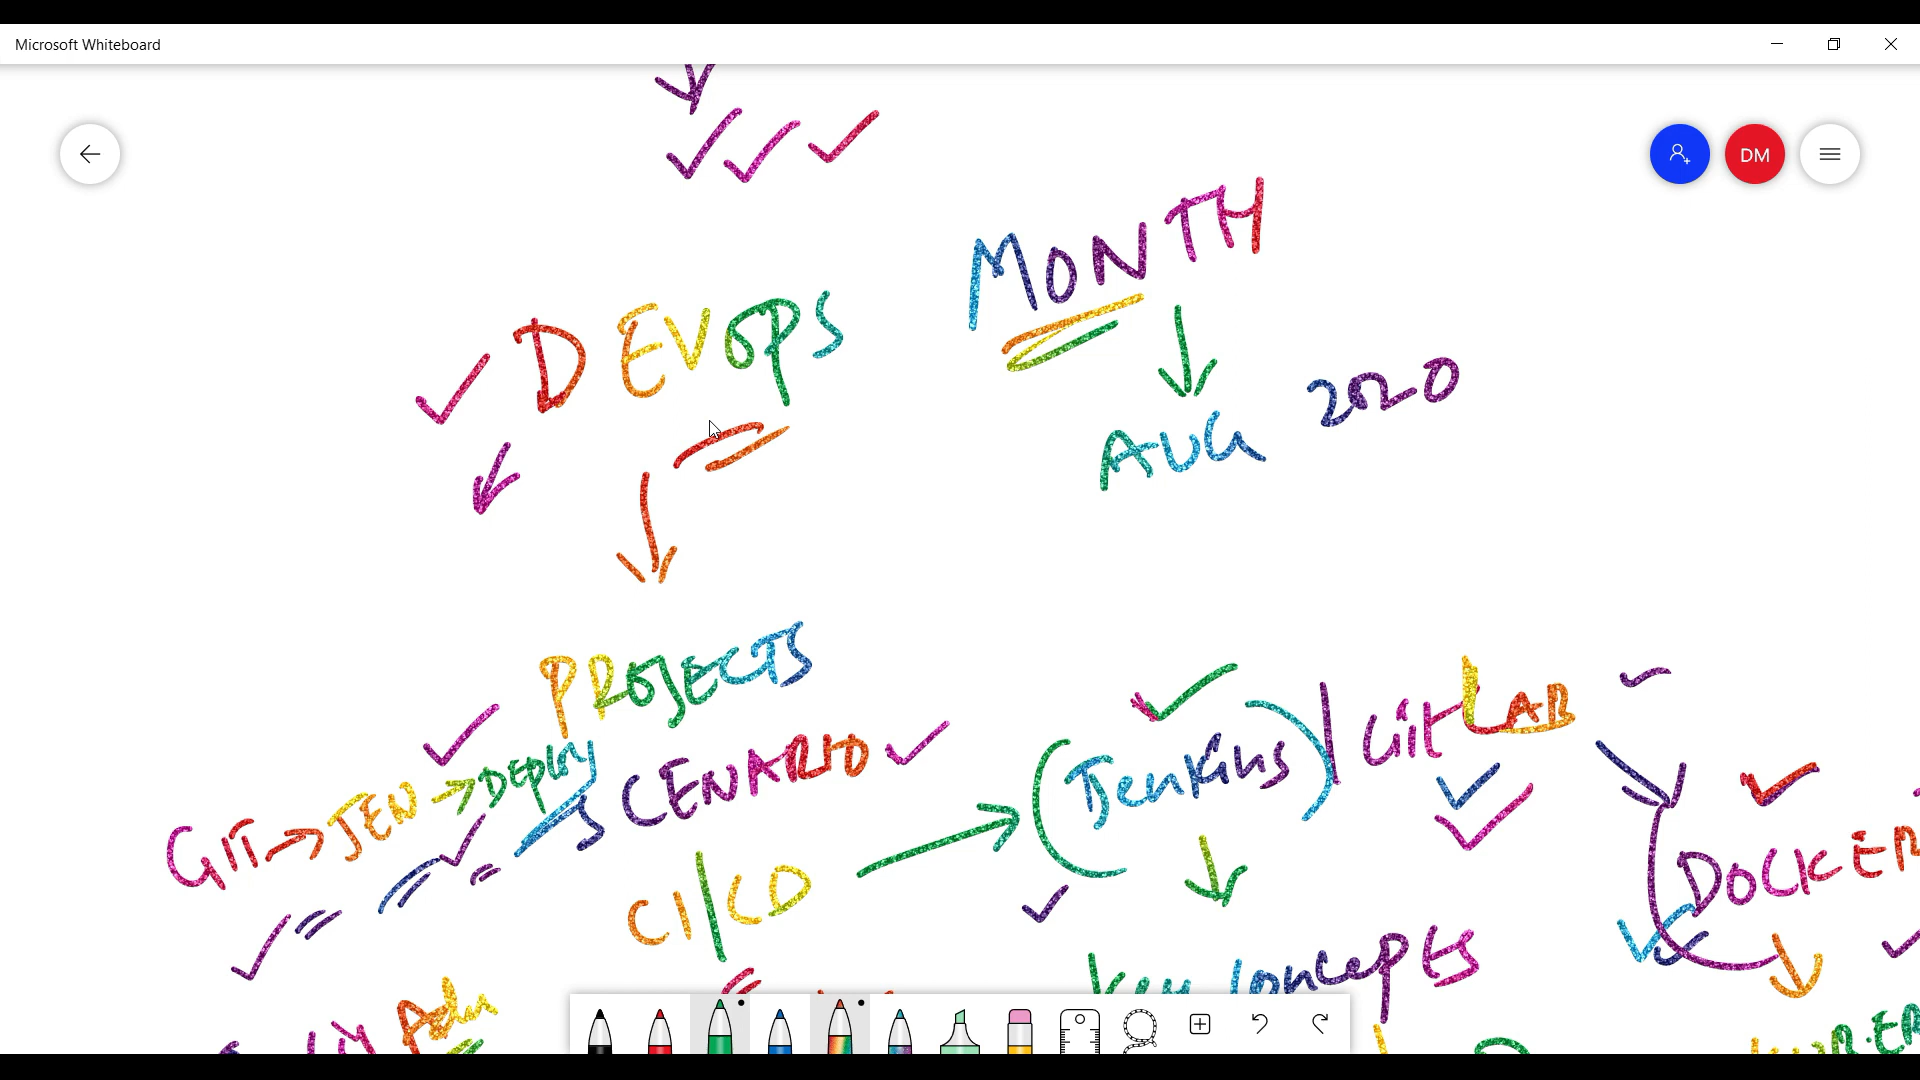 Microsoft Whiteboard
DM
DEVOPS MONTH
AUG 2020
PROJECTS
SCENARIO
GIT → JEN → DEPloy
CI/CD → (Jenkins) / GitLAB
DOCKER
Key Concepts